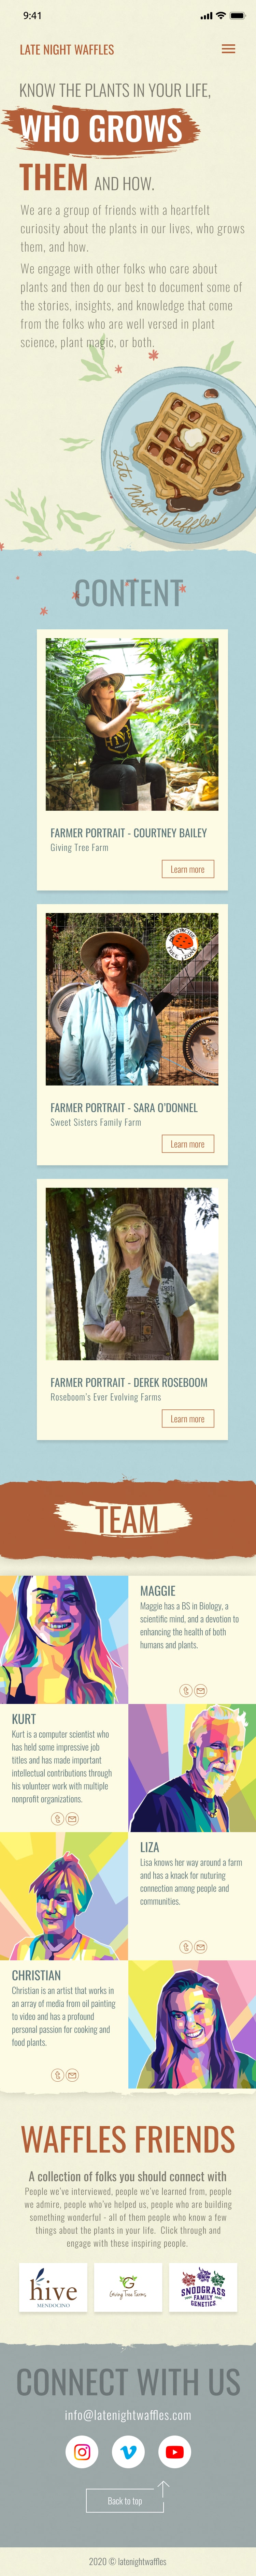 9:41
LATE NIGHT WAFFLES
KNOW THE PLANTS IN YOUR LIFE,
WHO GROWS
THEM AND HOW.
We are a group of friends with a heartfelt
curiosity about the plants in our lives, who grows
them, and how.
We engage with other folks who care about
plants and then do our best to document some of
the stories, insights, and knowledge that come
from the folks who are well versed in plant
science, plant magic, or both.
Late Night Waffles
CONTENT
FARMER PORTRAIT - COURTNEY BAILEY
Giving Tree Farm
Learn more
FARMER PORTRAIT - SARA O'DONNEL
Sweet Sisters Family Farm
Learn more
FARMER PORTRAIT - DEREK ROSEBOOM
Roseboom's Ever Evolving Farms
Learn more
TEAM
MAGGIE
Maggie has a BS in Biology, a
scientific mind, and a devotion to
enhancing the health of both
humans and plants.
KURT
Kurt is a computer scientist who
has held some impressive job
titles and has made important
intellectual contributions through
his volunteer work with multiple
nonprofit organizations.
LIZA
Lisa knows her way around a farm
and has a knack for nuturing
connection among people and
communities.
CHRISTIAN
Christian is an artist that works in
an array of media from oil painting
to video and has a profound
personal passion for cooking and
food plants.
WAFFLES FRIENDS
A collection of folks you should connect with
People we've interviewed, people we've learned from, people
we admire, people who've helped us, people who are building
something wonderful - all of them people who know a few
things about the plants in your life. Click through and
engage with these inspiring people.
hive
MENDOCINO
Giving Tree Farms
SNODGRASS
FAMILY
GENETICS
CONNECT WITH US
info@latenightwaffles.com
Back to top
2020 © latenightwaffles